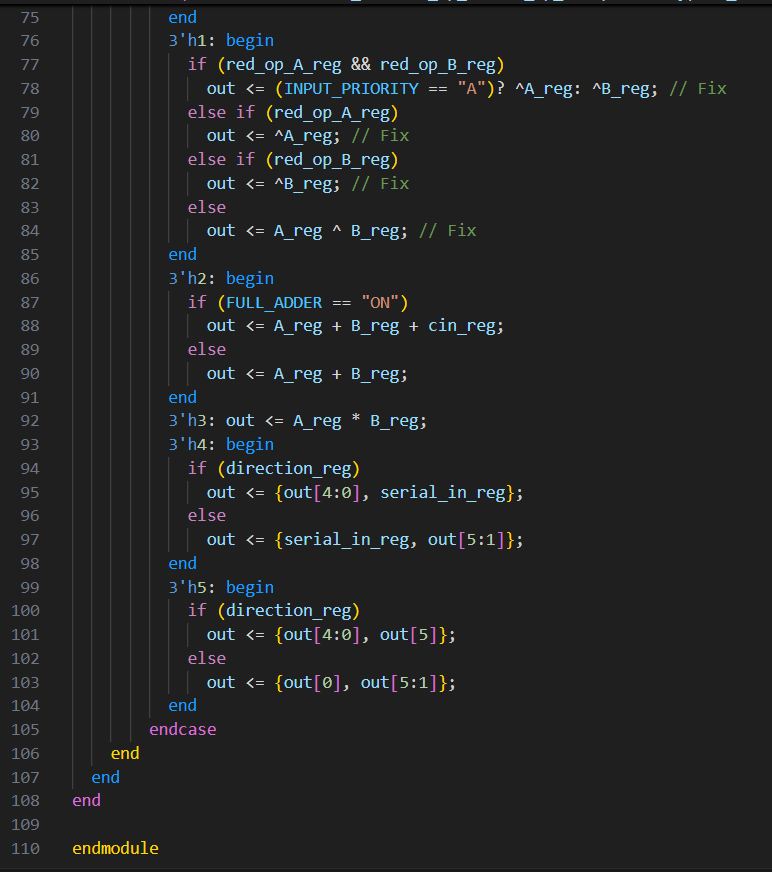 75 end
76 3'h1: begin
77 if (red_op_A_reg && red_op_B_reg)
78 out <= (INPUT_PRIORITY == "A")? ^A_reg: ^B_reg; // Fix
79 else if (red_op_A_reg)
80 out <= ^A_reg; // Fix
81 else if (red_op_B_reg)
82 out <= ^B_reg; // Fix
83 else
84 out <= A_reg ^ B_reg; // Fix
85 end
86 3'h2: begin
87 if (FULL_ADDER == "ON")
88 out <= A_reg + B_reg + cin_reg;
89 else
90 out <= A_reg + B_reg;
91 end
92 3'h3: out <= A_reg * B_reg;
93 3'h4: begin
94 if (direction_reg)
95 out <= {out[4:0], serial_in_reg};
96 else
97 out <= {serial_in_reg, out[5:1]};
98 end
99 3'h5: begin
100 if (direction_reg)
101 out <= {out[4:0], out[5]};
102 else
103 out <= {out[0], out[5:1]};
104 end
105 endcase
106 end
107 end
108 end
109
110 endmodule